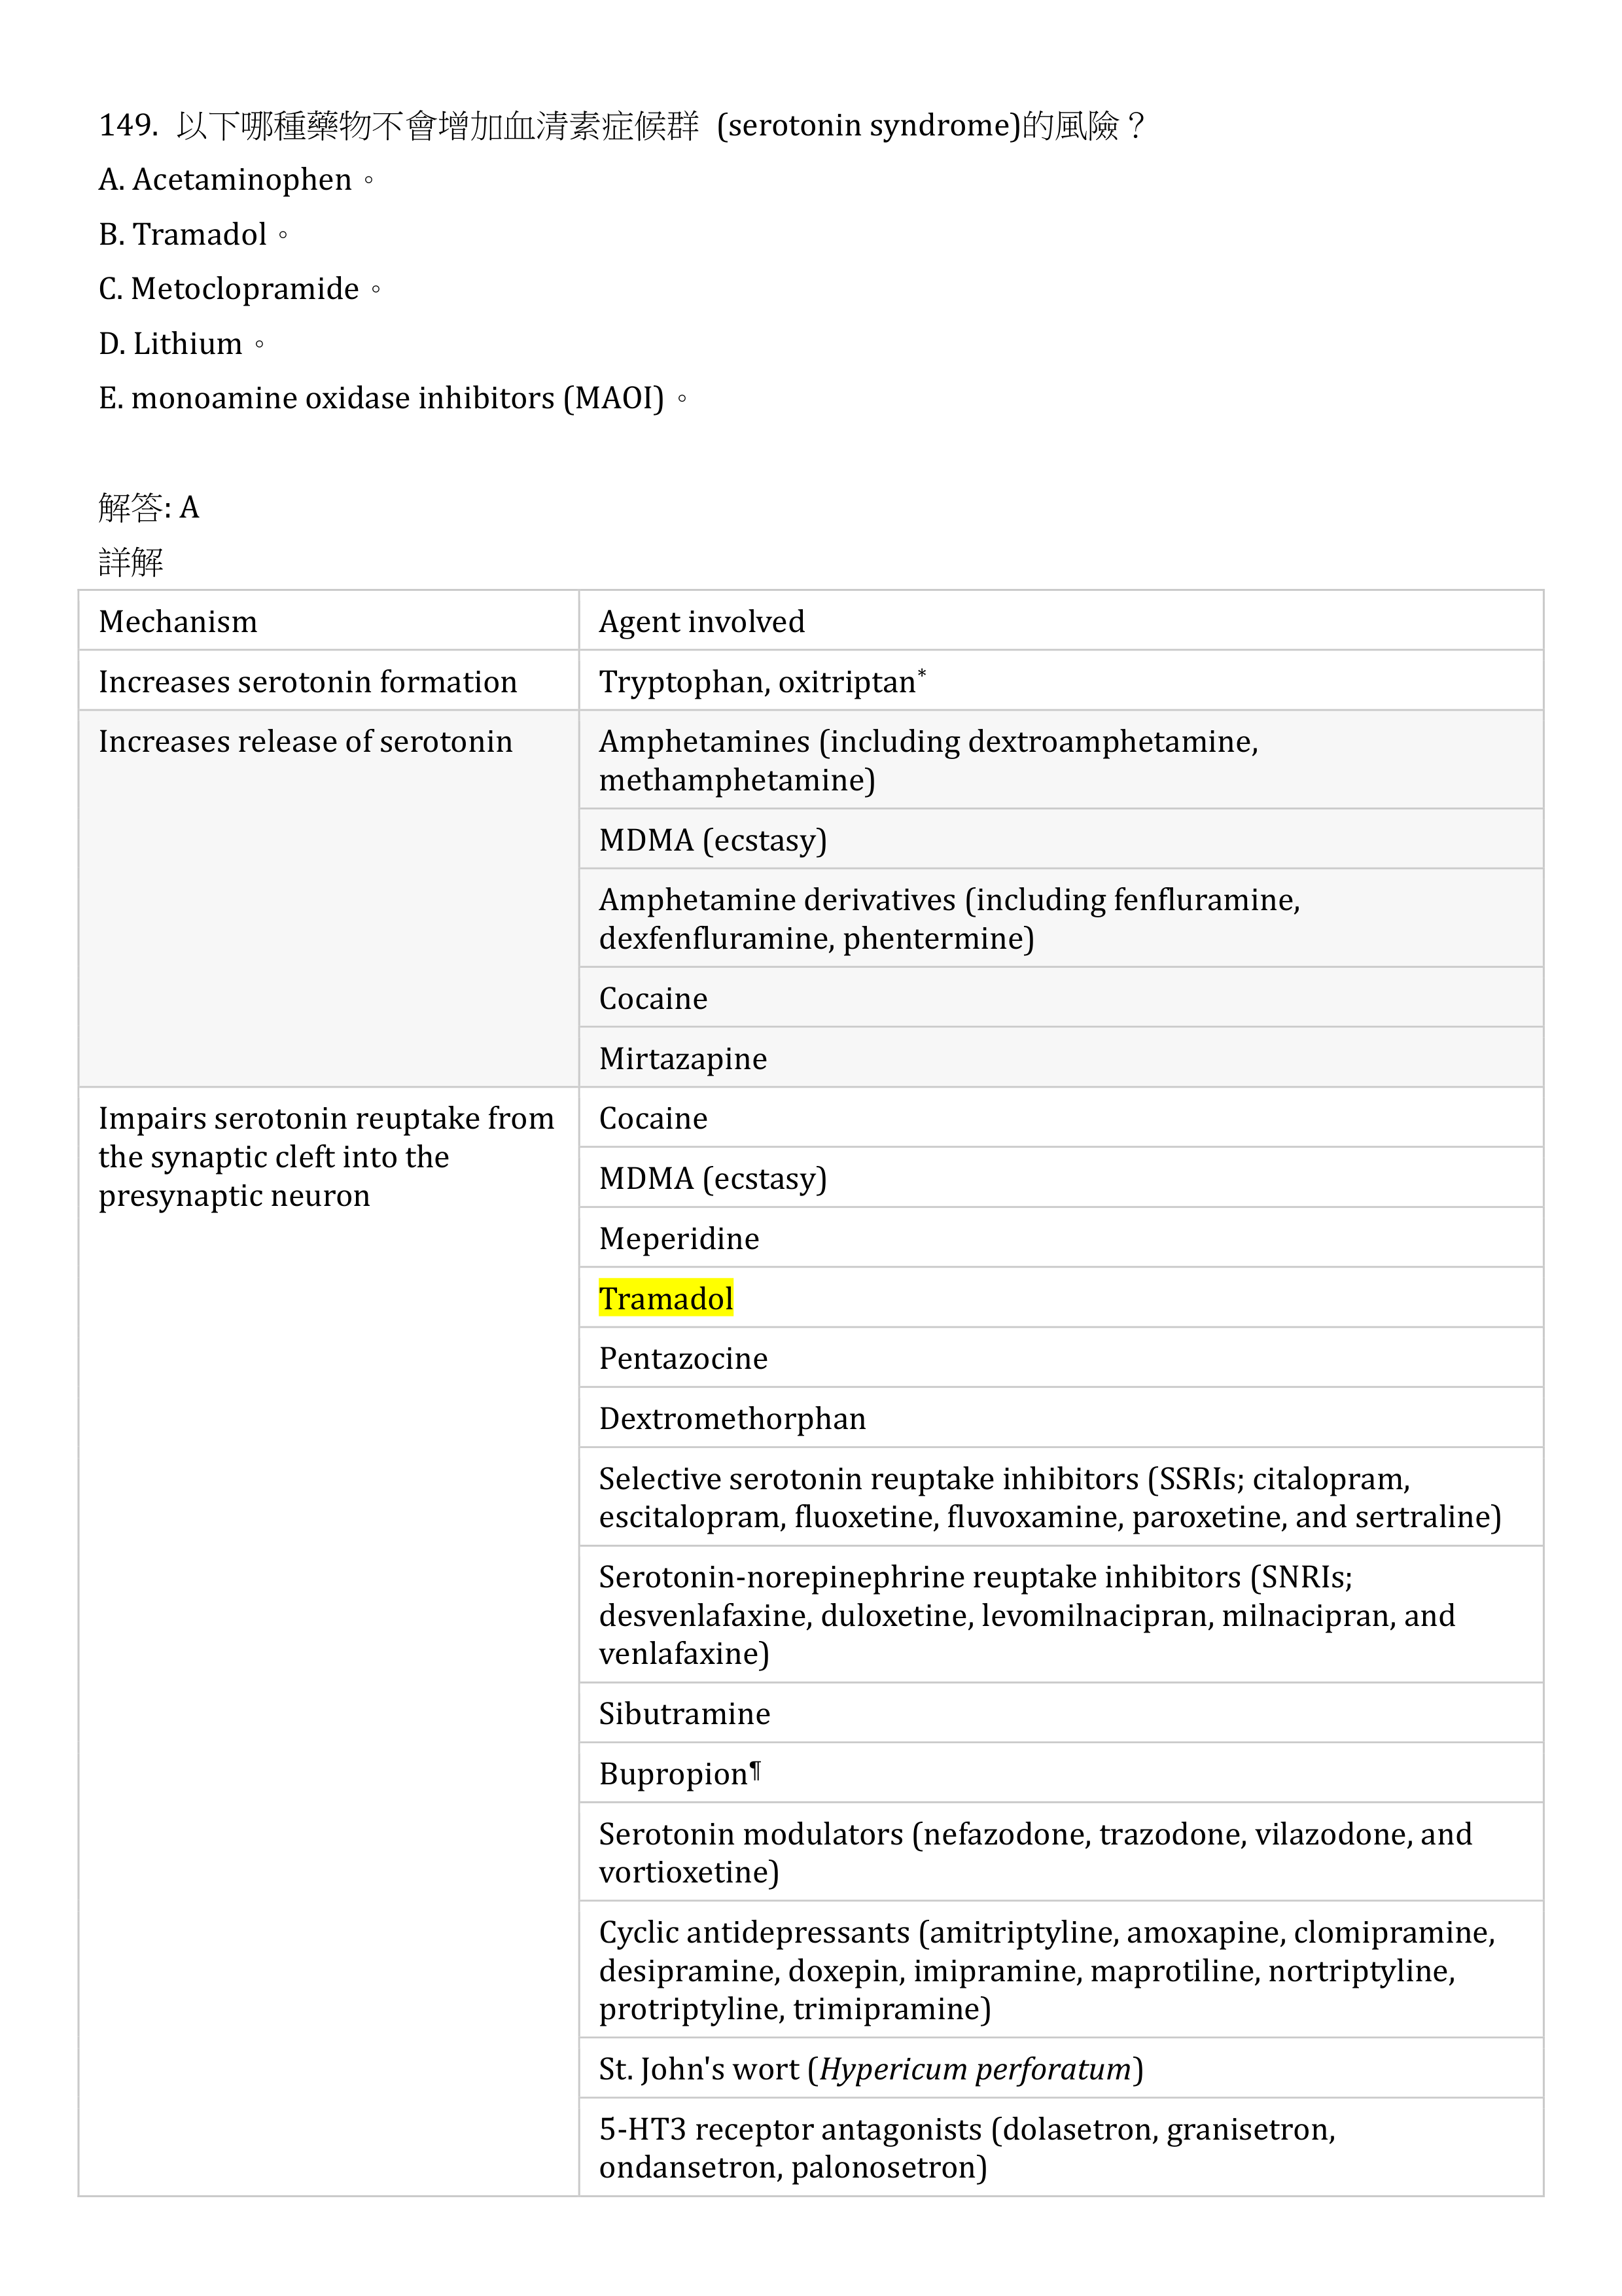 149. 以下哪種藥物不會增加血清素症候群 (serotonin syndrome)的風險？
A. Acetaminophen。
B. Tramadol。
C. Metoclopramide。
D. Lithium。
E. monoamine oxidase inhibitors (MAOI)。
解答: A
詳解
Mechanism
Agent involved
Increases serotonin formation
Tryptophan, oxitriptan*
Increases release of serotonin
Amphetamines (including dextroamphetamine,
methamphetamine)
MDMA (ecstasy)
Amphetamine derivatives (including fenfluramine,
dexfenfluramine, phentermine)
Cocaine
Mirtazapine
Impairs serotonin reuptake from
the synaptic cleft into the
presynaptic neuron
Cocaine
MDMA (ecstasy)
Meperidine
Tramadol
Pentazocine
Dextromethorphan
Selective serotonin reuptake inhibitors (SSRIs; citalopram,
escitalopram, fluoxetine, fluvoxamine, paroxetine, and sertraline)
Serotonin-norepinephrine reuptake inhibitors (SNRIs;
desvenlafaxine, duloxetine, levomilnacipran, milnacipran, and
venlafaxine)
Sibutramine
Bupropion¶
Serotonin modulators (nefazodone, trazodone, vilazodone, and
vortioxetine)
Cyclic antidepressants (amitriptyline, amoxapine, clomipramine,
desipramine, doxepin, imipramine, maprotiline, nortriptyline,
protriptyline, trimipramine)
St. John's wort (Hypericum perforatum)
5-HT3 receptor antagonists (dolasetron, granisetron,
ondansetron, palonosetron)